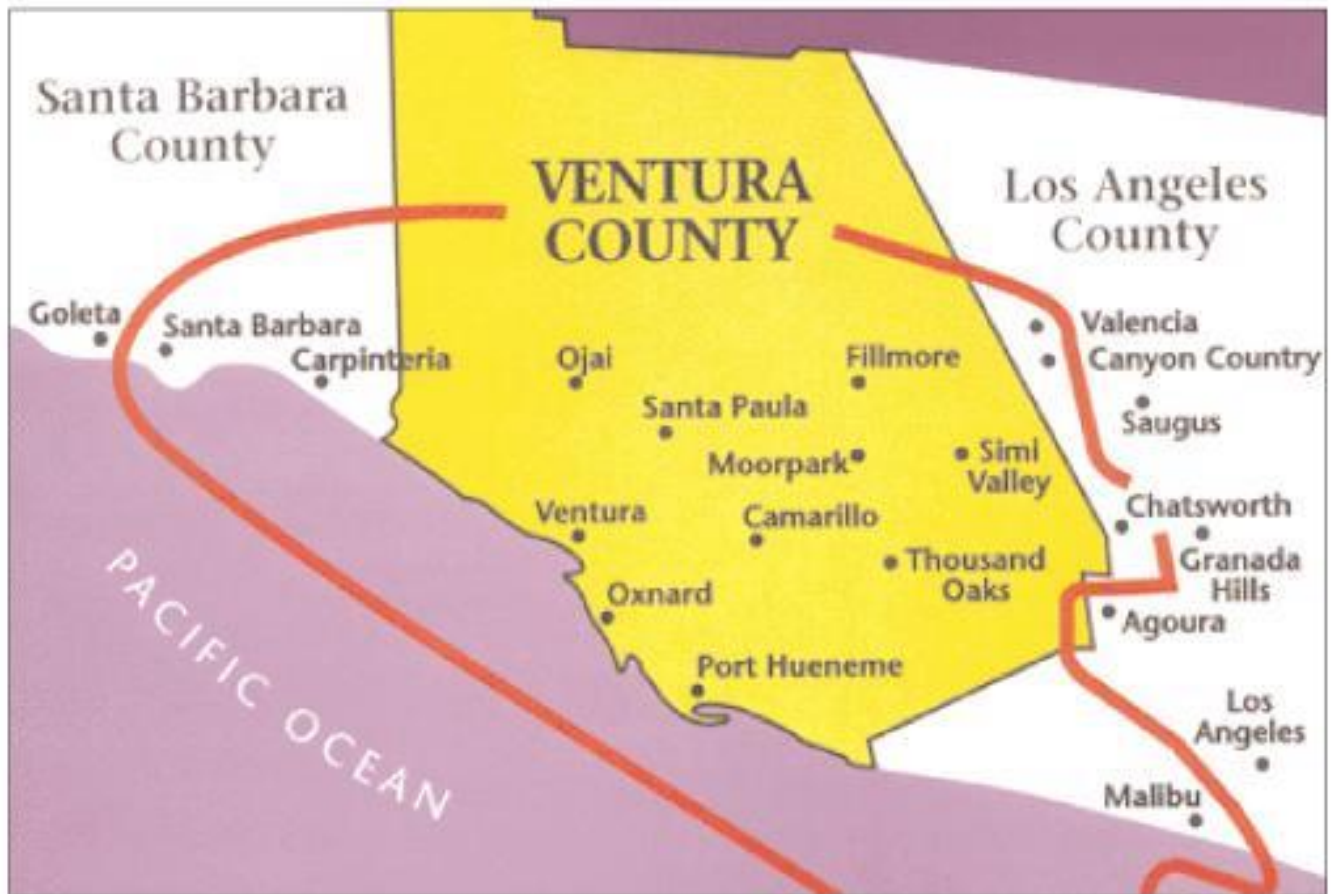 Santa Barbara
County
VENTURA
COUNTY
Los Angeles
County
Goleta
Santa Barbara
Carpinteria
Ojai
Fillmore
Valencia
Canyon Country
Santa Paula
Saugus
Moorpark
Simi
Valley
Ventura
Camarillo
Chatsworth
Thousand
Oaks
Granada
Hills
Oxnard
Agoura
Port Hueneme
PACIFIC OCEAN
Los
Angeles
Malibu